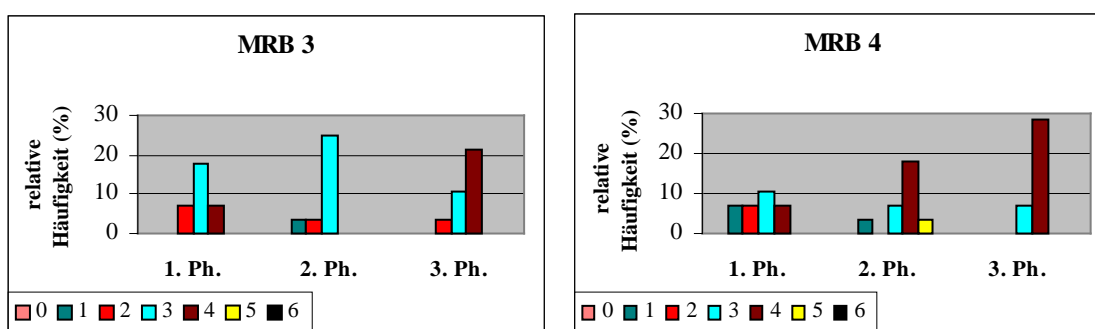 MRB 3
relative
Häufigkeit (%)
30
20
10
0
1. Ph. 2. Ph. 3. Ph.
0 1 2 3 4 5 6
MRB 4
relative
Häufigkeit (%)
30
20
10
0
1. Ph. 2. Ph. 3. Ph.
0 1 2 3 4 5 6